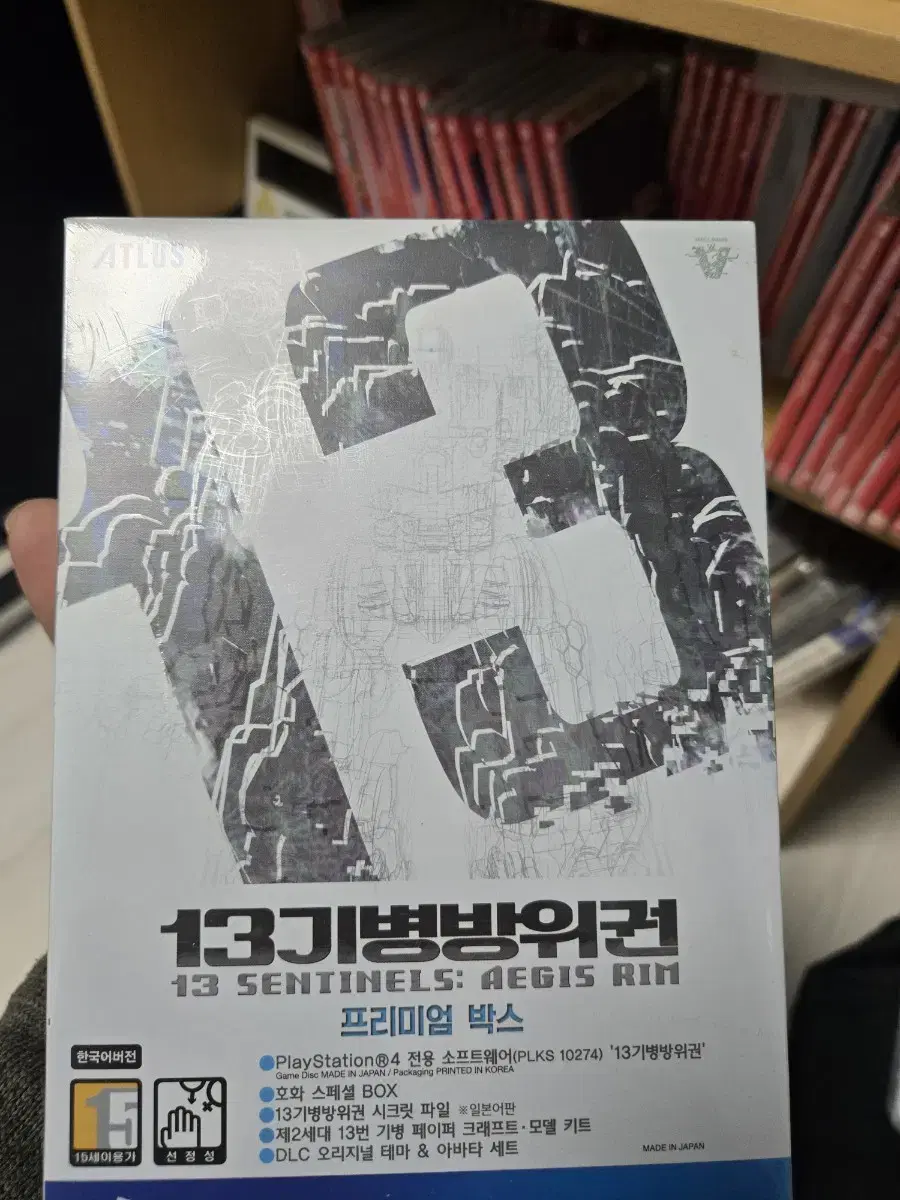 ATLUS
13기병방위권
13 SENTINELS: AEGIS RIM
프리미엄 박스
한국어버전
●PlayStation®4 전용 소프트웨어(PLKS 10274) '13기병방위권'
Game Disc MADE IN JAPAN / Packaging PRINTED IN KOREA
●호화 스페셜 BOX
●13기병방위권 시크릿 파일 ※일본어판
●제2세대 13번 기병 페이퍼 크래프트·모델 키트
●DLC 오리지널 테마 & 아바타 세트
15
15세이용가
선정성
MADE IN JAPAN